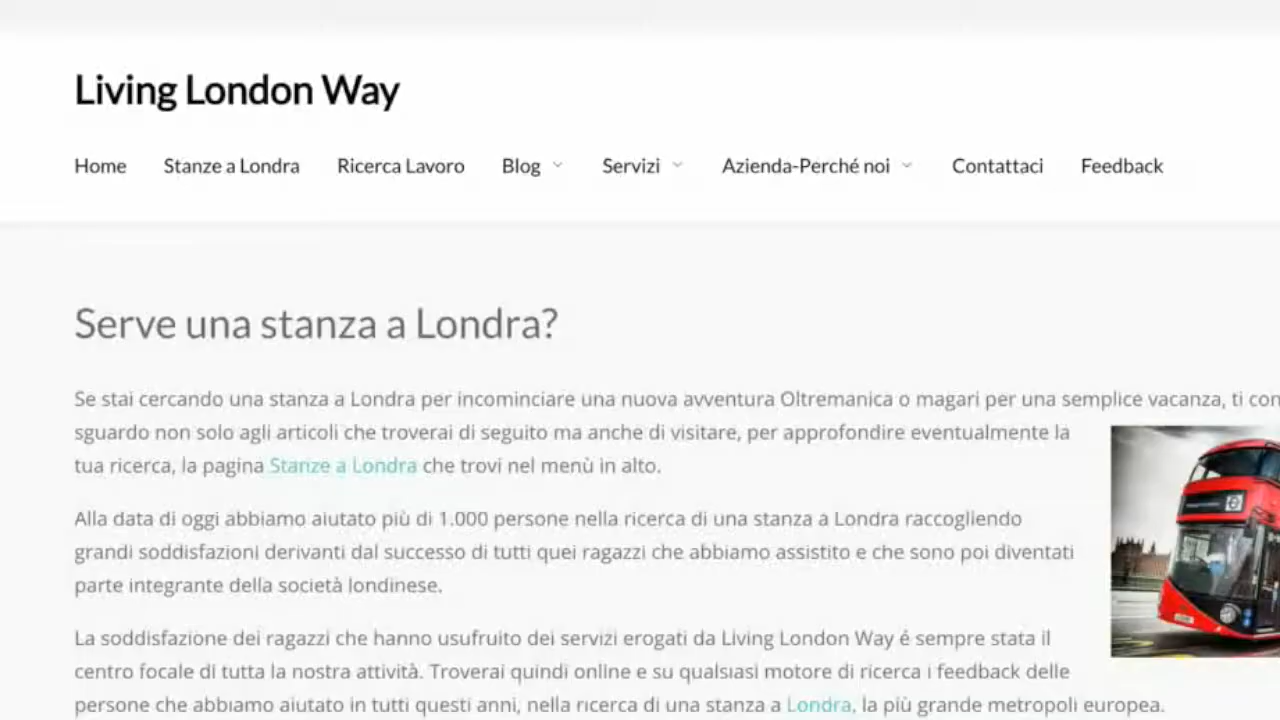 Living London Way
Home Stanze a Londra Ricerca Lavoro Blog Servizi Azienda-Perché noi Contattaci Feedback
Serve una stanza a Londra?
Se stai cercando una stanza a Londra per incominciare una nuova avventura Oltremanica o magari per una semplice vacanza, ti con
sguardo non solo agli articoli che troverai di seguito ma anche di visitare, per approfondire eventualmente la
tua ricerca, la pagina Stanze a Londra che trovi nel menù in alto.
Alla data di oggi abbiamo aiutato più di 1.000 persone nella ricerca di una stanza a Londra raccogliendo
grandi soddisfazioni derivanti dal successo di tutti quei ragazzi che abbiamo assistito e che sono poi diventati
parte integrante della società londinese.
La soddisfazione dei ragazzi che hanno usufruito dei servizi erogati da Living London Way é sempre stata il
centro focale di tutta la nostra attività. Troverai quindi online e su qualsiasi motore di ricerca i feedback delle
persone che abbiamo aiutato in tutti questi anni, nella ricerca di una stanza a Londra, la più grande metropoli europea.